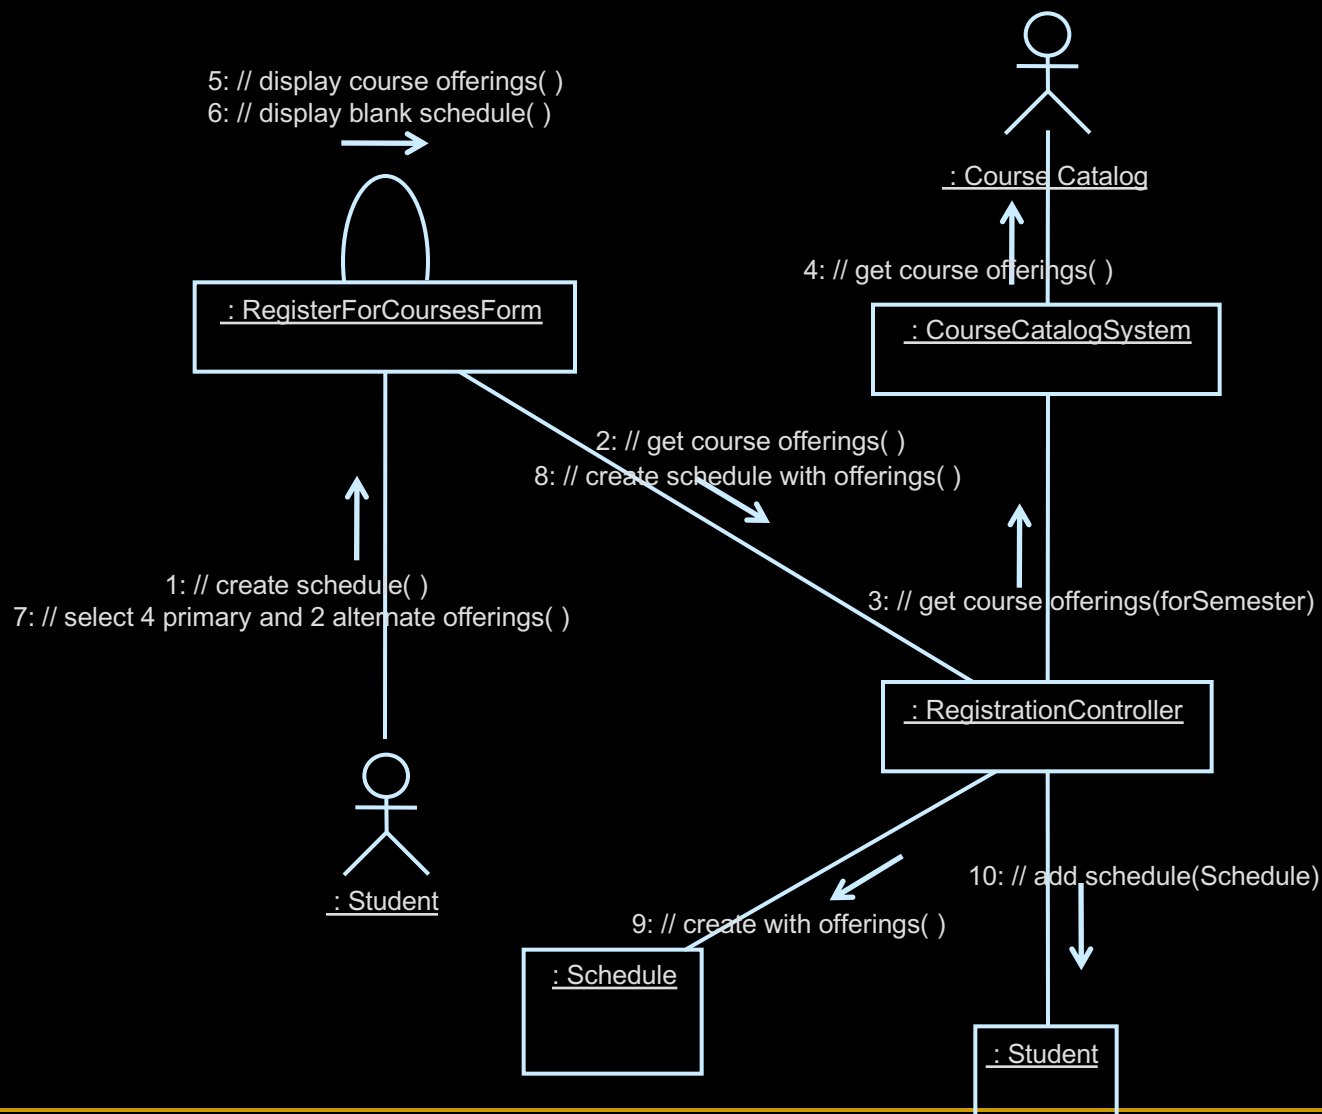 5: // display course offerings( )
6: // display blank schedule( )
: Course Catalog
4: // get course offerings( )
: RegisterForCoursesForm
: CourseCatalogSystem
2: // get course offerings( )
8: // create schedule with offerings( )
1: // create schedule( )
7: // select 4 primary and 2 alternate offerings( )
3: // get course offerings(forSemester)
: RegistrationController
10: // add schedule(Schedule)
: Student
9: // create with offerings( )
: Schedule
: Student